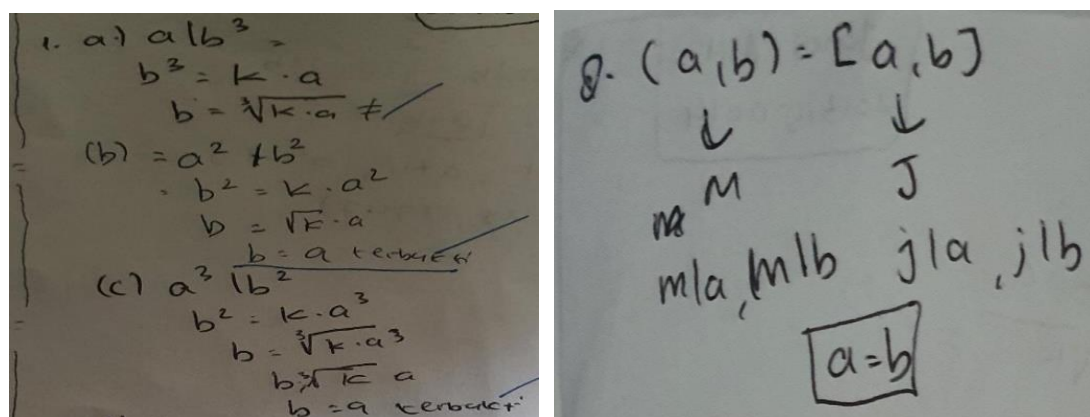 1. a.) a|b³ =
b³ = k · a
b = ∛k · a ≠
(b) = a² ∤ b²
b² = k · a²
b = √k · a
b = a terbukti
(c) a³ | b²
b² = k · a³
b = ∛k · a³
b = ∛k a
b = a terbukti
8. (a,b) = [a,b]
↓ ↓
M J
m|a, m|b j|a, j|b
a = b